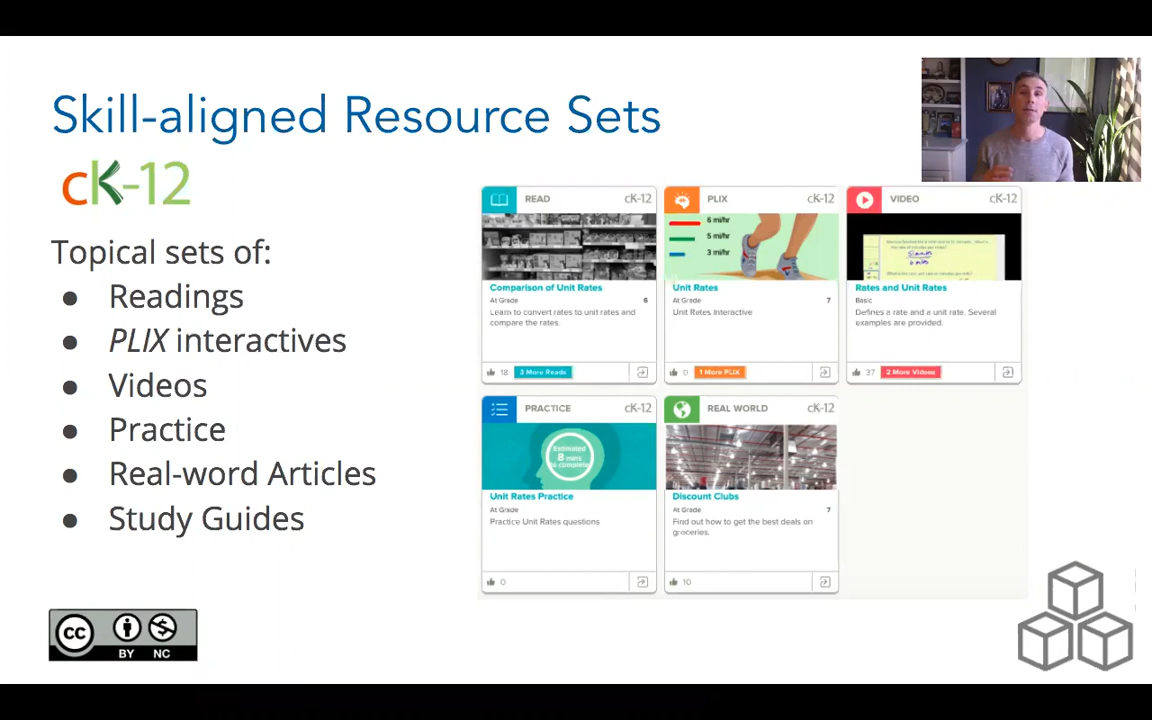 Skill-aligned Resource Sets
cK-12
Topical sets of:
● Readings
● PLIX interactives
● Videos
● Practice
● Real-word Articles
● Study Guides
CC BY NC
READ cK-12
Comparison of Unit Rates
At Grade 6
Learn to convert rates to unit rates and
compare the rates.
18 3 More Reads
PLIX cK-12
6 mi/hr
5 mi/hr
3 mi/hr
Unit Rates
At Grade 7
Unit Rates Interactive
0 1 More PLIX
VIDEO cK-12
Rates and Unit Rates
Basic
Defines a rate and a unit rate. Several
examples are provided.
37 2 More Videos
PRACTICE cK-12
Estimated
8 mins
to complete
Unit Rates Practice
At Grade
Practice Unit Rates questions
0
REAL WORLD cK-12
Discount Clubs
At Grade 7
Find out how to get the best deals on
groceries.
10